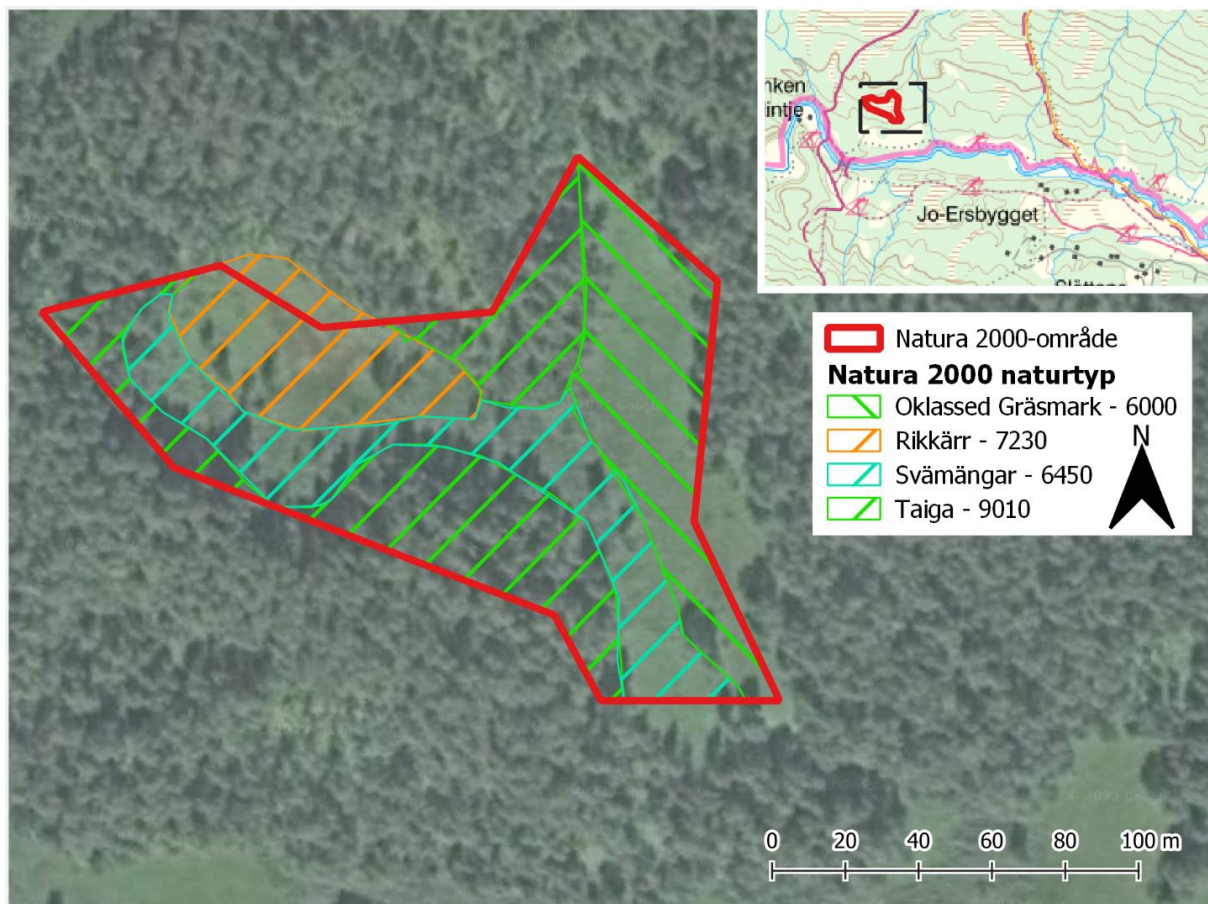 Jo-Ersbygget
Natura 2000-område
Natura 2000 naturtyp
Oklassed Gräsmark - 6000
Rikkärr - 7230
Svämängar - 6450
Taiga - 9010
N
0 20 40 60 80 100 m